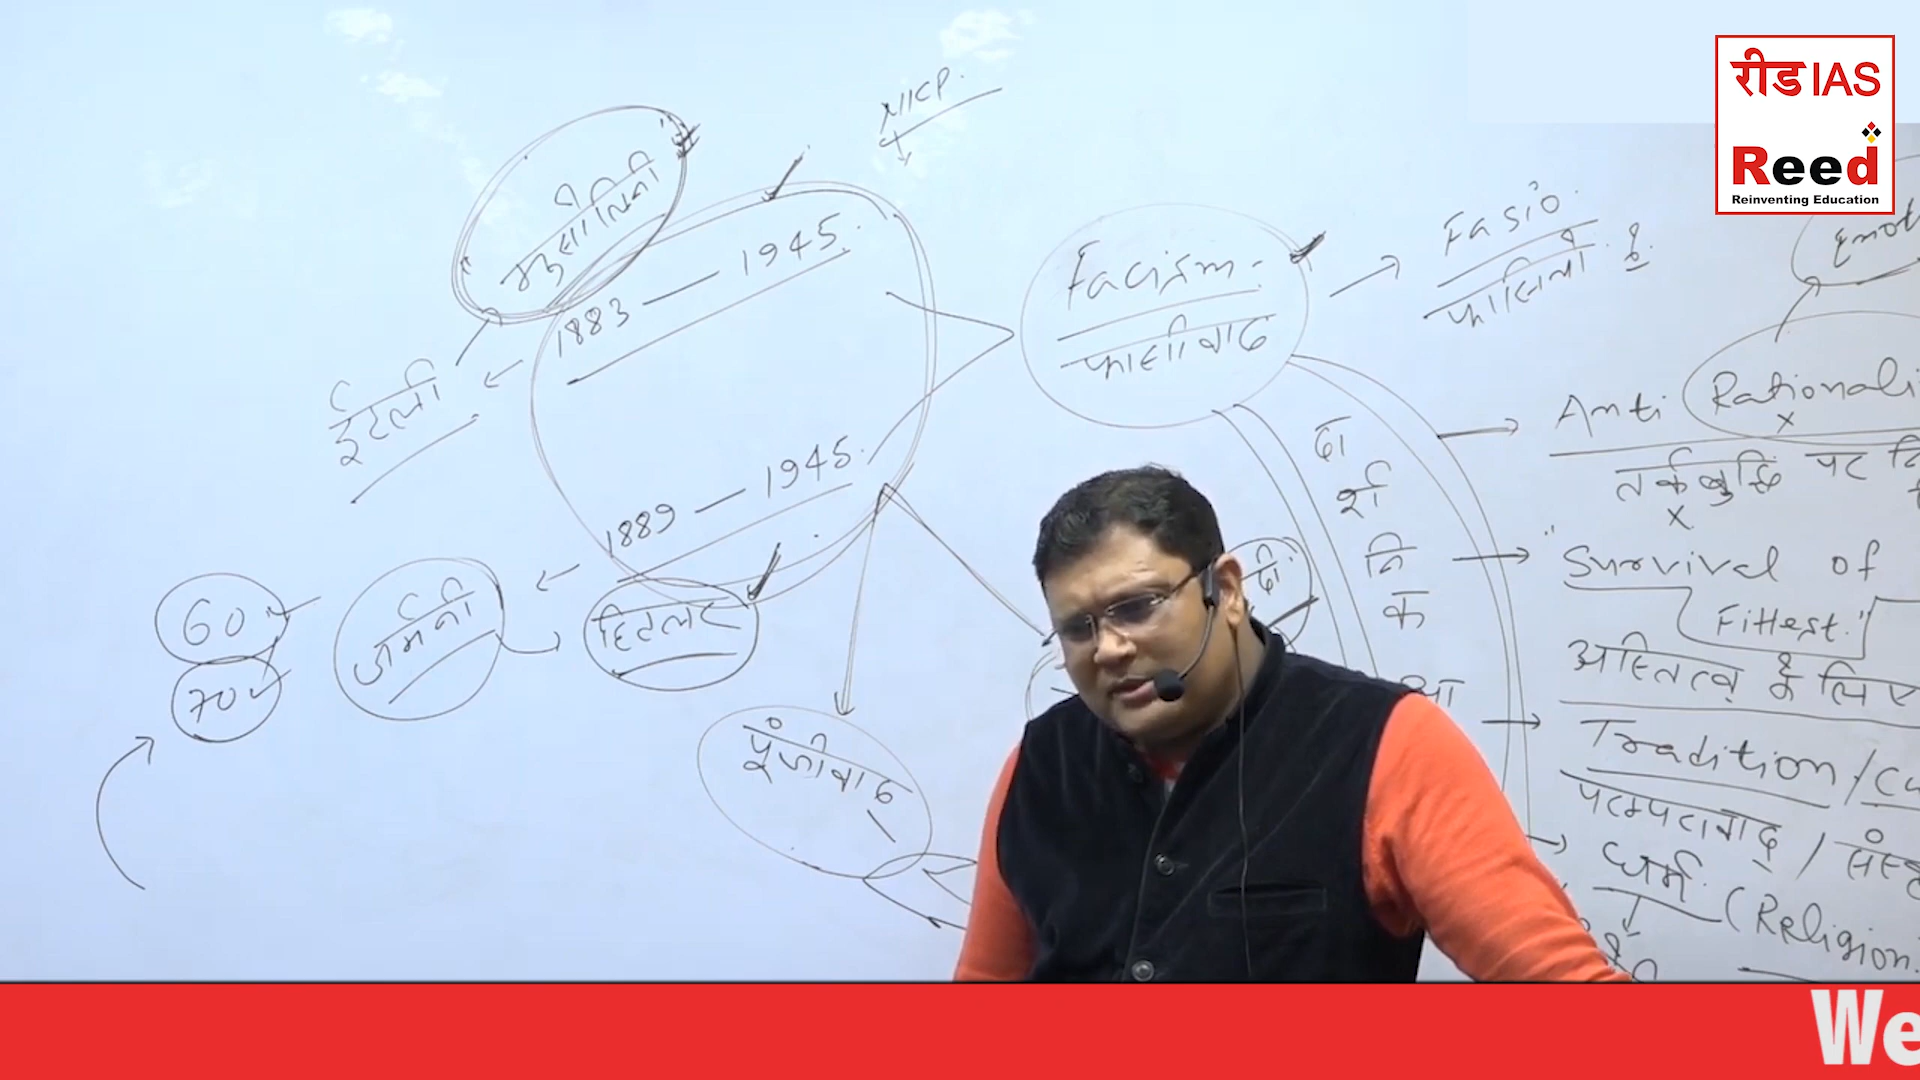 रीड IAS
Reed
Reinventing Education
NICP.
मुसोलिनी
1883 — 1945.
इटली
1889 — 1945.
जर्मनी
हिटलर
60
70
पूंजीवाद
Facism.
फासीवाद
Fasio.
दार्शनिक
Anti Rationali
तर्कबुद्धि पर
"Survival of
Fittest."
अस्तित्व के लिए
Tradition / Cu
परम्परावाद /
धर्म. (Religion.
We